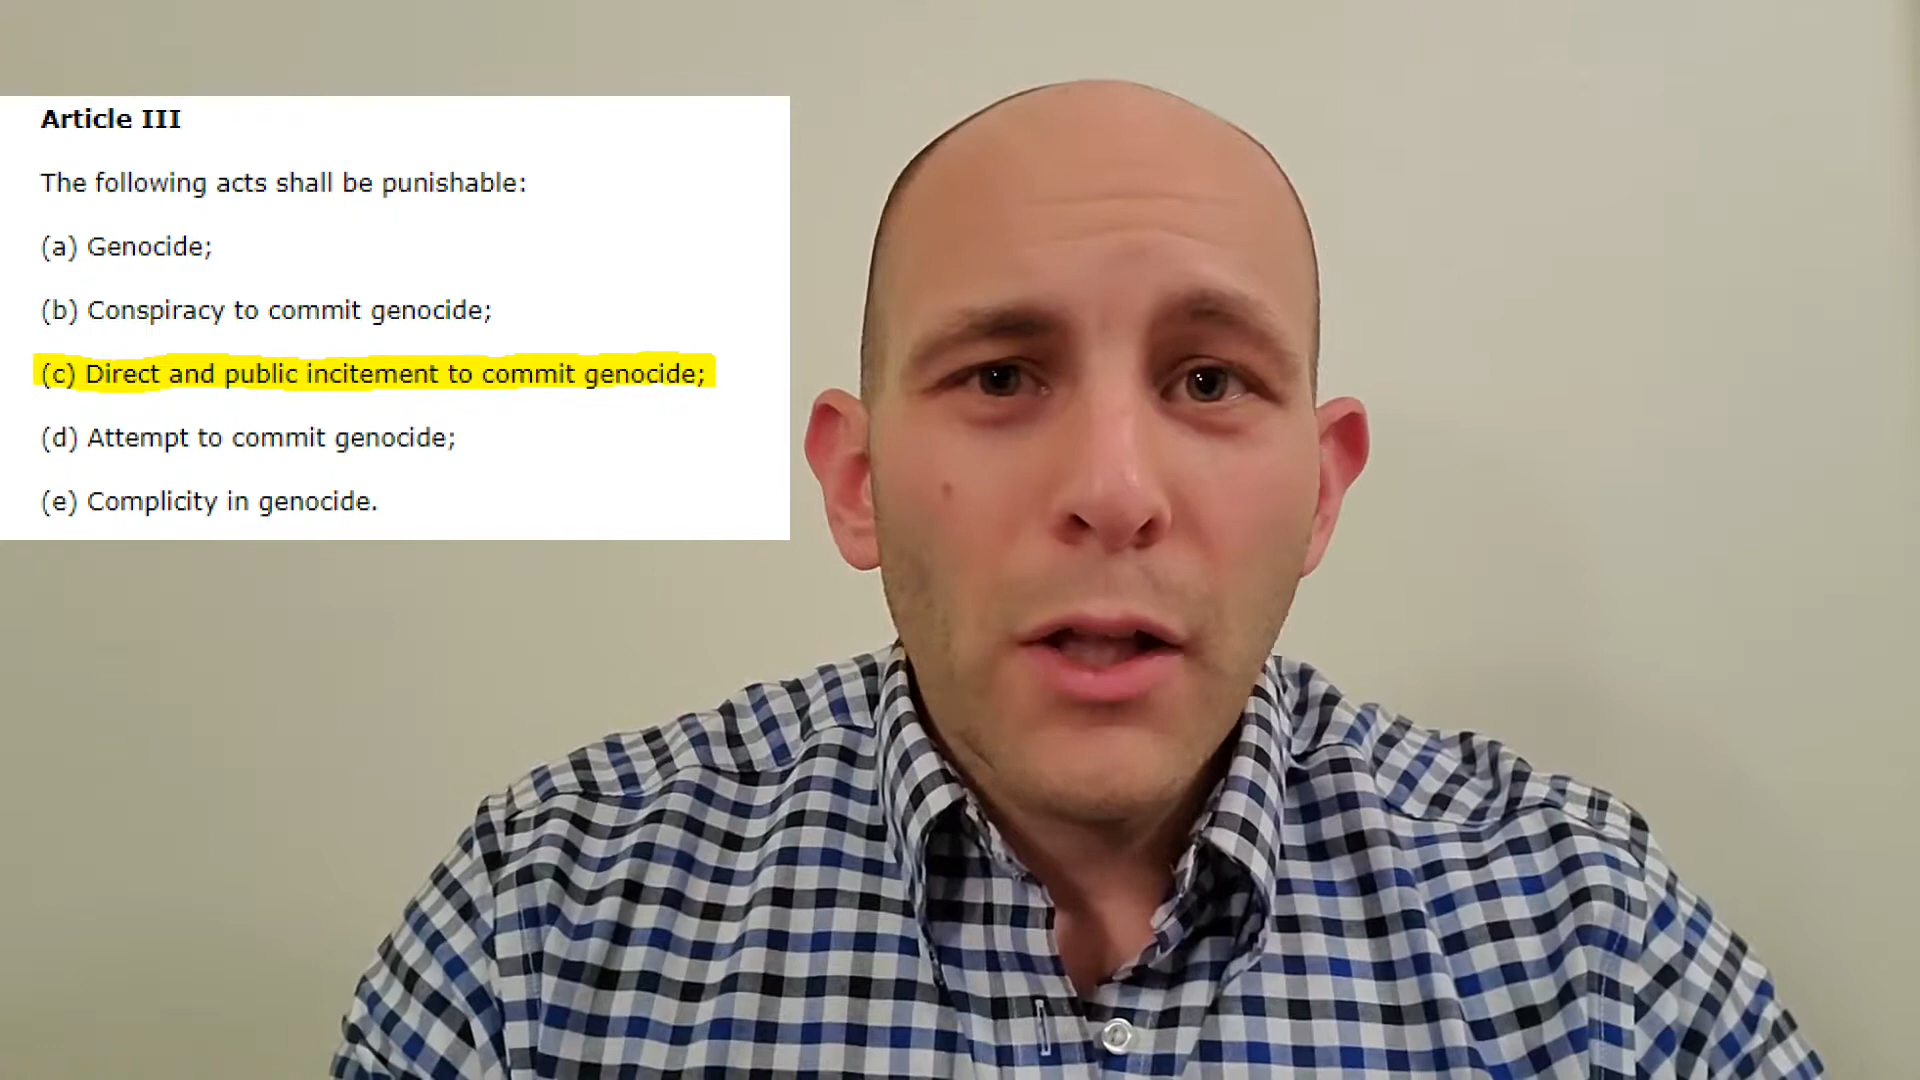 Article III
The following acts shall be punishable:
(a) Genocide;
(b) Conspiracy to commit genocide;
(c) Direct and public incitement to commit genocide;
(d) Attempt to commit genocide;
(e) Complicity in genocide.